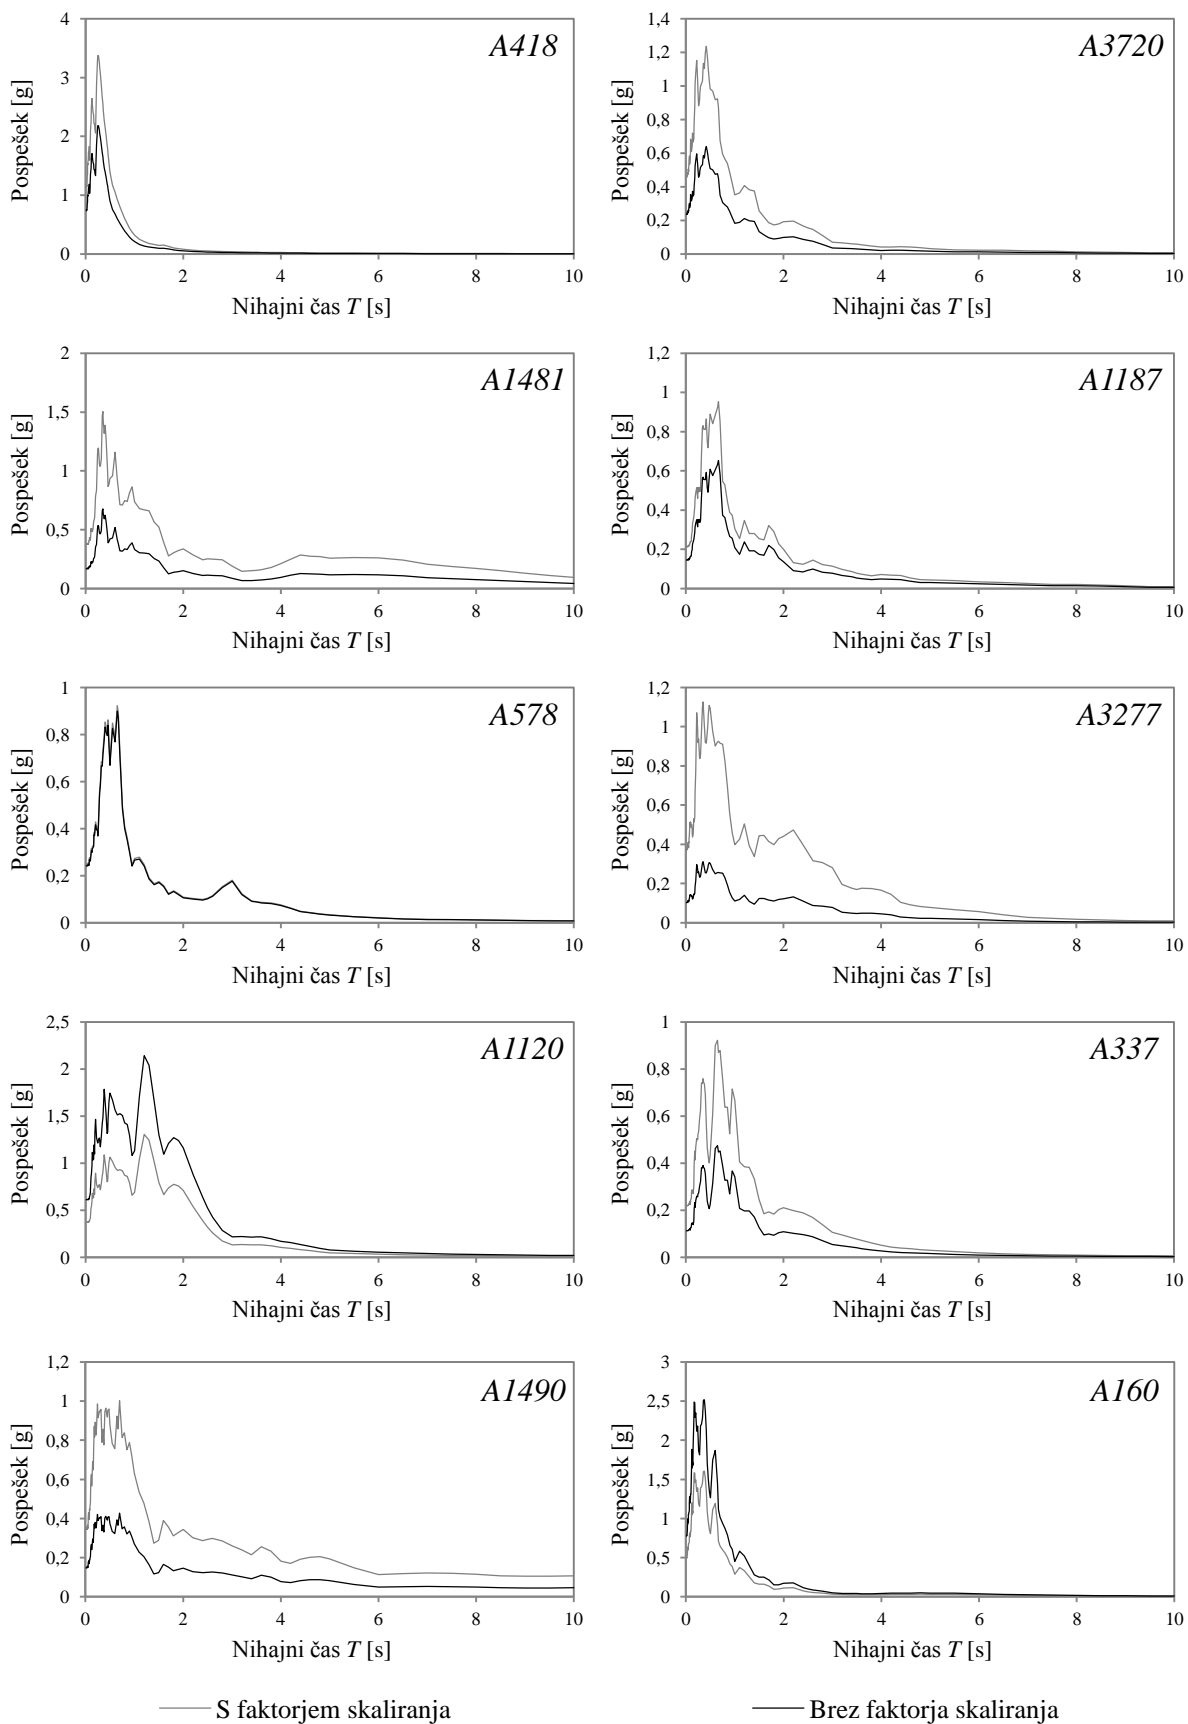 A418
Pospešek [g]
4
3
2
1
0
0 2 4 6 8 10
Nihajni čas T [s]
A3720
Pospešek [g]
1,4
1,2
1
0,8
0,6
0,4
0,2
0
0 2 4 6 8 10
Nihajni čas T [s]
A1481
Pospešek [g]
2
1,5
1
0,5
0
0 2 4 6 8 10
Nihajni čas T [s]
A1187
Pospešek [g]
1,2
1
0,8
0,6
0,4
0,2
0
0 2 4 6 8 10
Nihajni čas T [s]
A578
Pospešek [g]
1
0,8
0,6
0,4
0,2
0
0 2 4 6 8 10
Nihajni čas T [s]
A3277
Pospešek [g]
1,2
1
0,8
0,6
0,4
0,2
0
0 2 4 6 8 10
Nihajni čas T [s]
A1120
Pospešek [g]
2,5
2
1,5
1
0,5
0
0 2 4 6 8 10
Nihajni čas T [s]
A337
Pospešek [g]
1
0,8
0,6
0,4
0,2
0
0 2 4 6 8 10
Nihajni čas T [s]
A1490
Pospešek [g]
1,2
1
0,8
0,6
0,4
0,2
0
0 2 4 6 8 10
Nihajni čas T [s]
A160
Pospešek [g]
3
2,5
2
1,5
1
0,5
0
0 2 4 6 8 10
Nihajni čas T [s]
S faktorjem skaliranja
Brez faktorja skaliranja